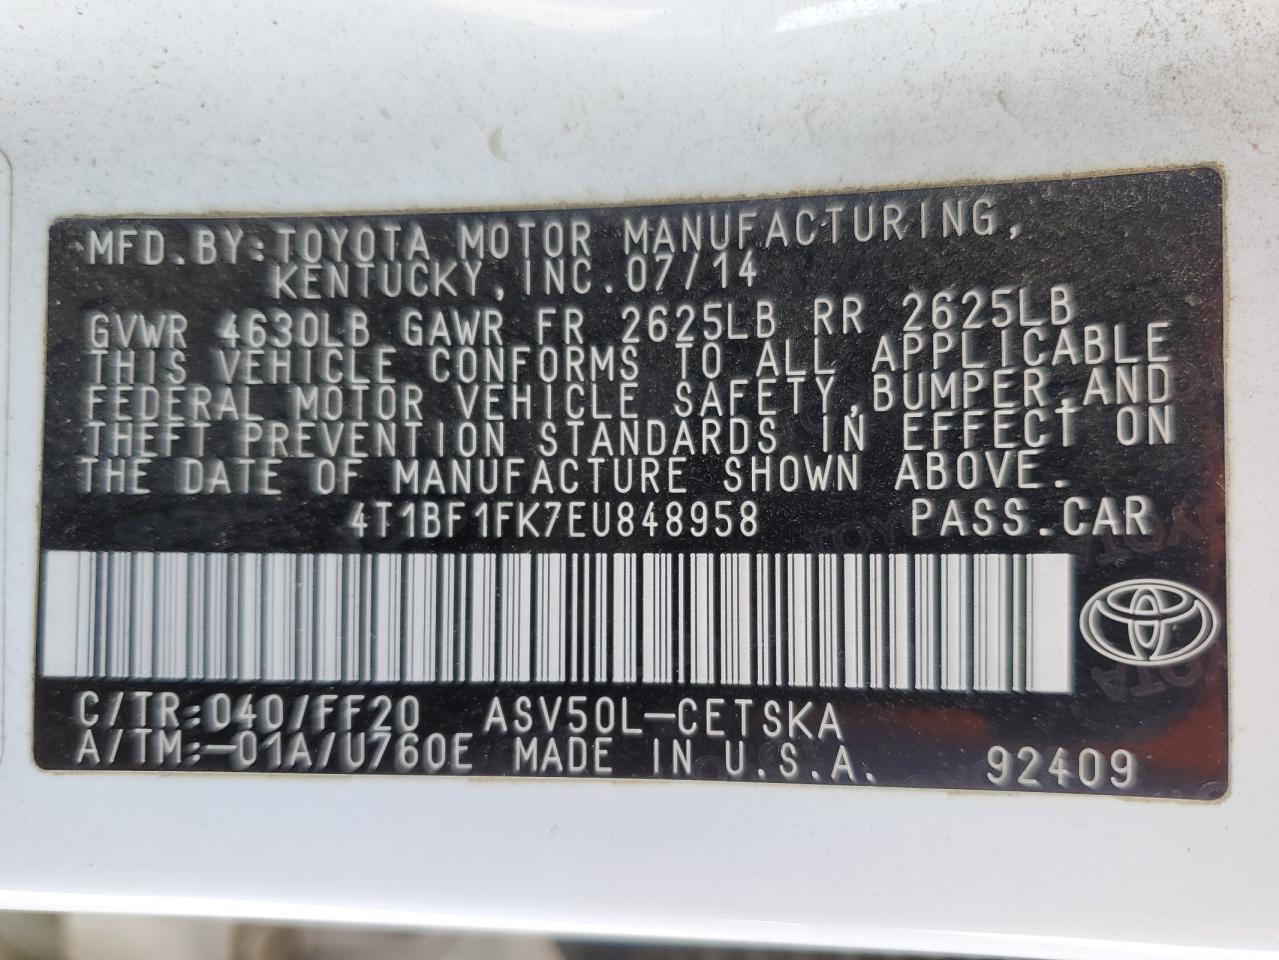 MFD.BY:TOYOTA MOTOR MANUFACTURING,
KENTUCKY,INC.07/14
GVWR 4630LB GAWR FR 2625LB RR 2625LB
THIS VEHICLE CONFORMS TO ALL APPLICABLE
FEDERAL MOTOR VEHICLE SAFETY,BUMPER,AND
THEFT PREVENTION STANDARDS IN EFFECT ON
THE DATE OF MANUFACTURE SHOWN ABOVE.
4T1BF1FK7EU848958 PASS.CAR
C/TR:040/FF20 ASV50L-CETSKA
A/TM:-01A/U760E MADE IN U.S.A. 92409